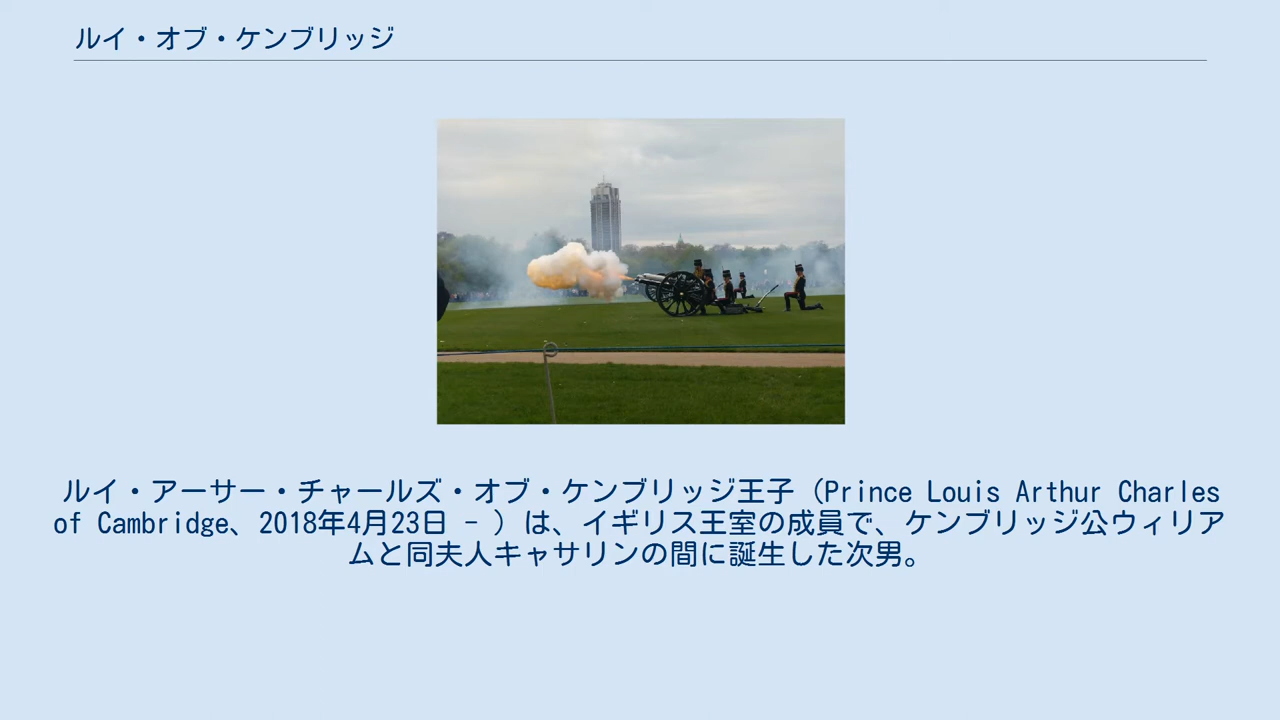 ルイ・オブ・ケンブリッジ
ルイ・アーサー・チャールズ・オブ・ケンブリッジ王子（Prince Louis Arthur Charles
of Cambridge、2018年4月23日 - ）は、イギリス王室の成員で、ケンブリッジ公ウィリア
ムと同夫人キャサリンの間に誕生した次男。